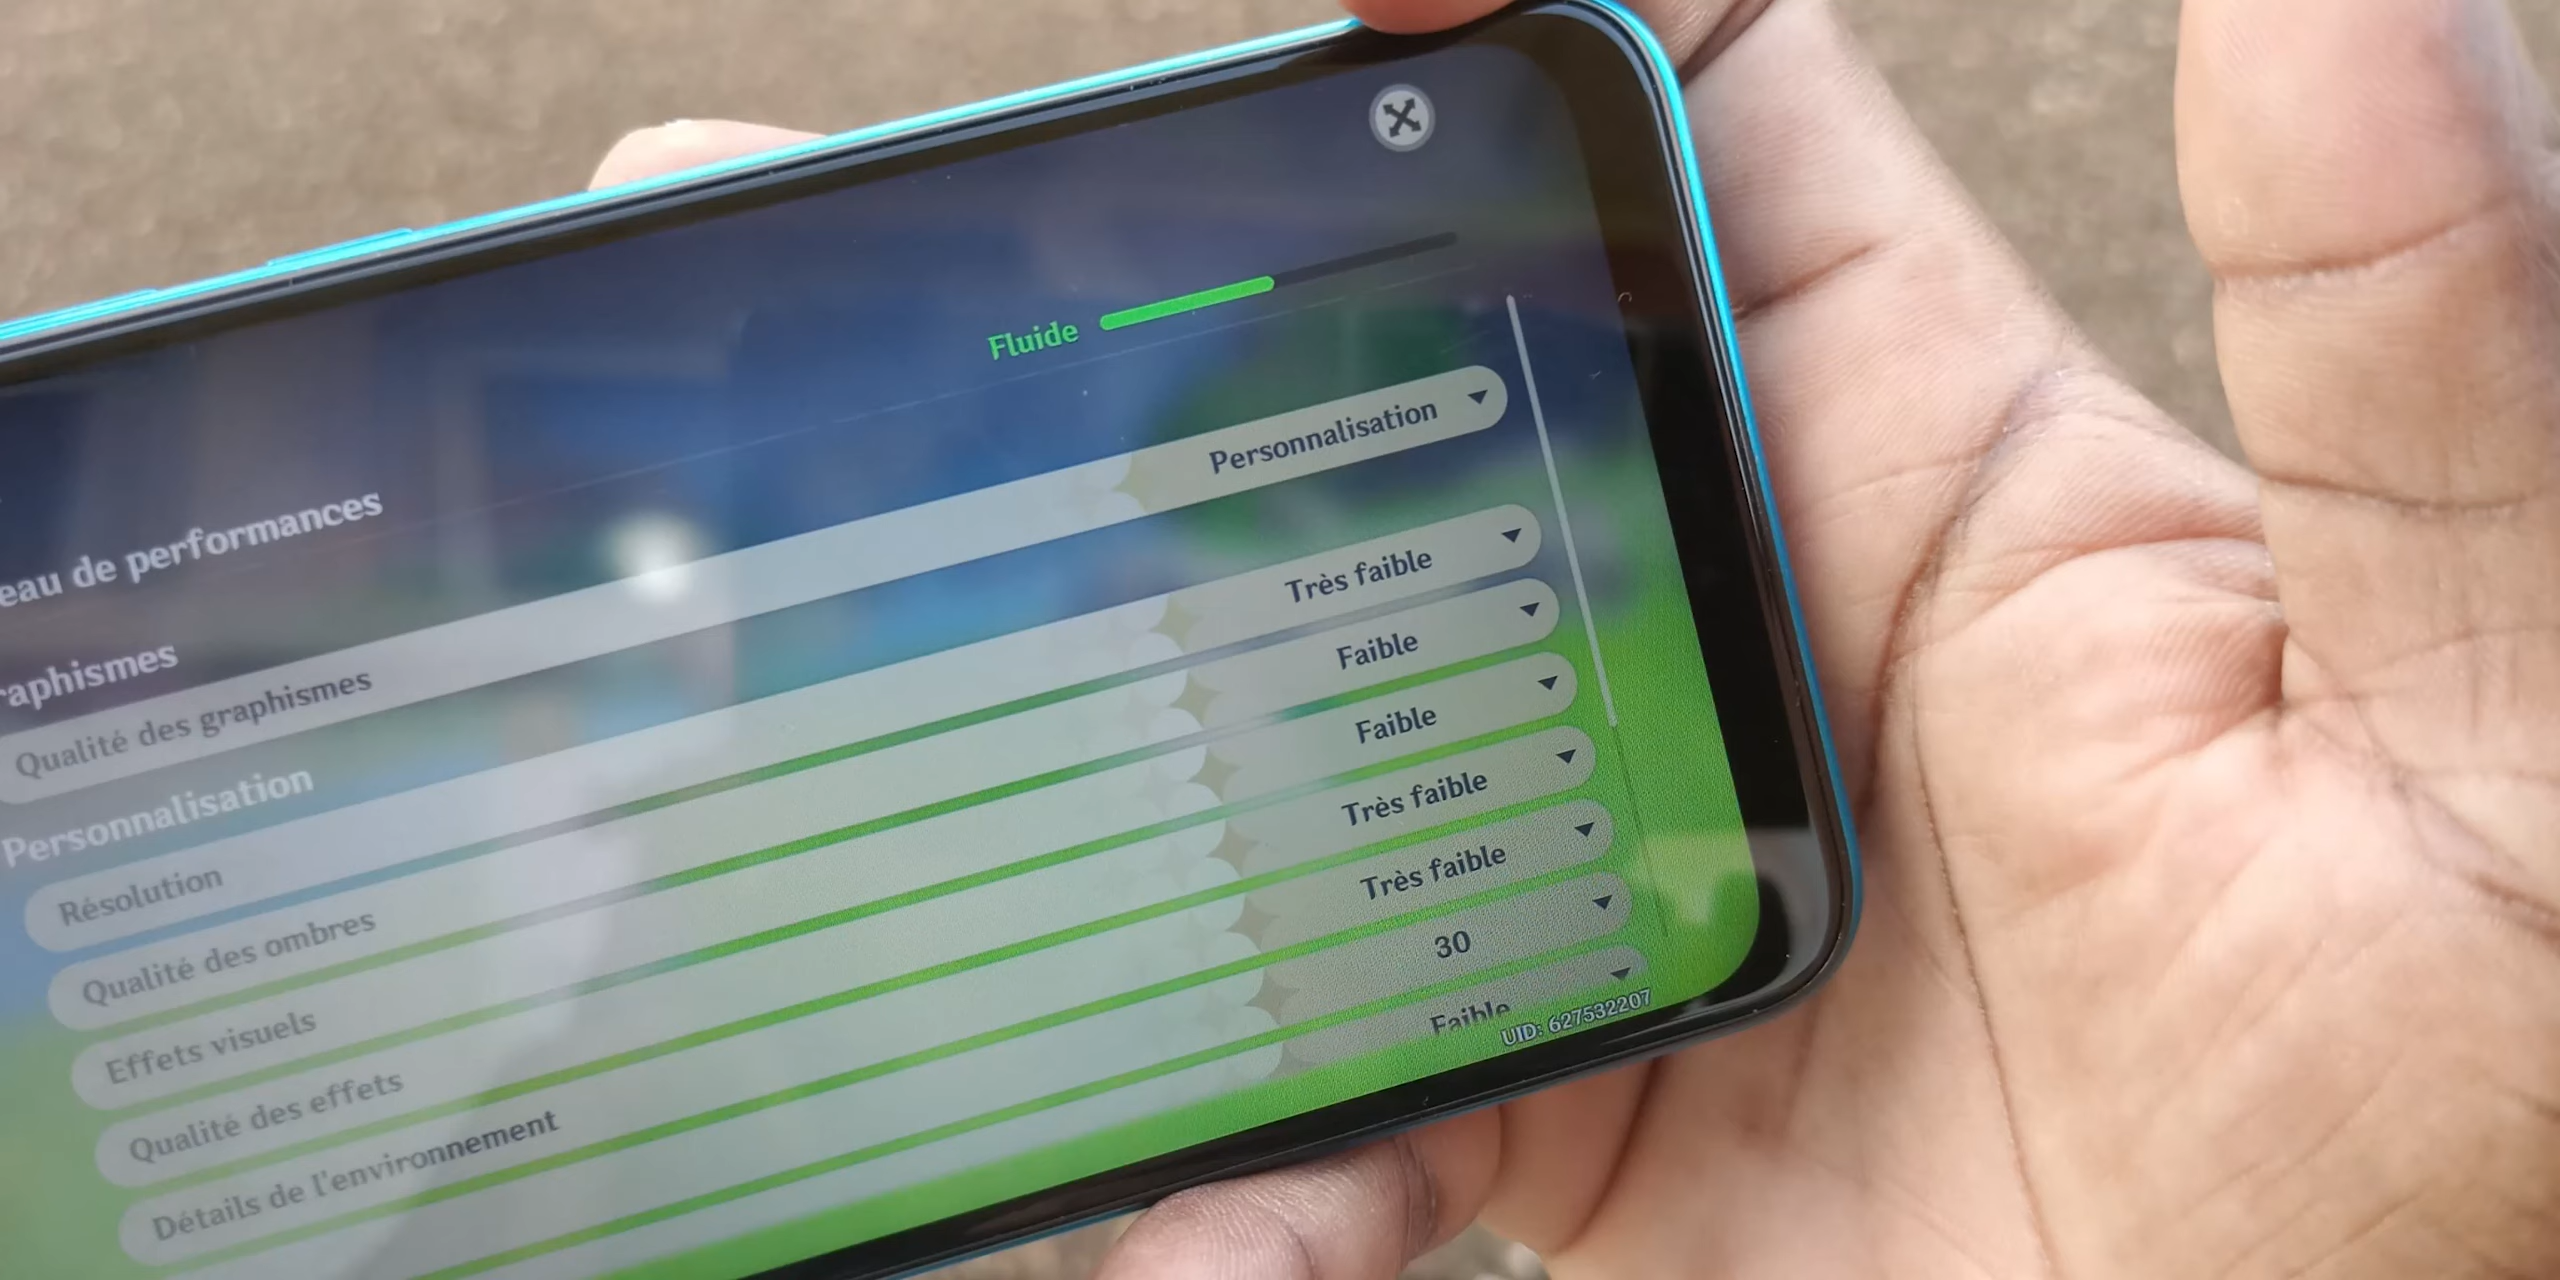 Fluide
eau de performances
raphismes
Qualité des graphismes Personnalisation
Personnalisation
Résolution Très faible
Qualité des ombres Faible
Effets visuels Faible
Qualité des effets Très faible
Détails de l'environnement Très faible
30
Faible
UID: 627532207